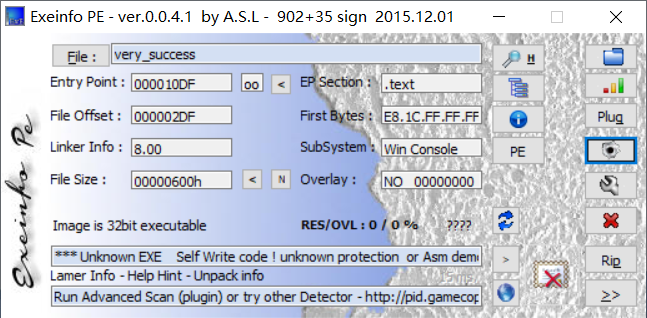 Exeinfo PE - ver.0.0.4.1 by A.S.L - 902+35 sign 2015.12.01
Exeinfo Pe
File : very_success H
Entry Point : 000010DF oo < EP Section : .text
File Offset : 000002DF First Bytes : E8.1C.FF.FF.FF Plug
Linker Info : 8.00 SubSystem : Win Console PE
File Size : 00000600h < N Overlay : NO 00000000
Image is 32bit executable RES/OVL : 0 / 0 % ????
*** Unknown EXE Self Write code ! unknown protection or Asm dem > Rip
Lamer Info - Help Hint - Unpack info
Run Advanced Scan (plugin) or try other Detector - http://pid.gamecop >>